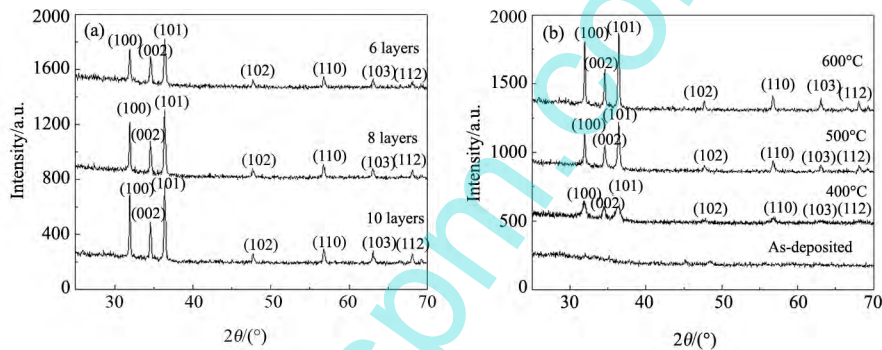 (a)
2000
1600
1200
800
400
0
Intensity/a.u.
(100) (002) (101) (102) (110) (103) (112)
6 layers
(100) (002) (101) (102) (110) (103) (112)
8 layers
(100) (002) (101) (102) (110) (103) (112)
10 layers
30 40 50 60 70
2θ/(°)
(b)
2000
1500
1000
500
0
Intensity/a.u.
(100) (002) (101) (102) (110) (103) (112)
600°C
(100) (002) (101) (102) (110) (103) (112)
500°C
(100) (002) (101) (102) (110) (103) (112)
400°C
As-deposited
30 40 50 60 70
2θ/(°)